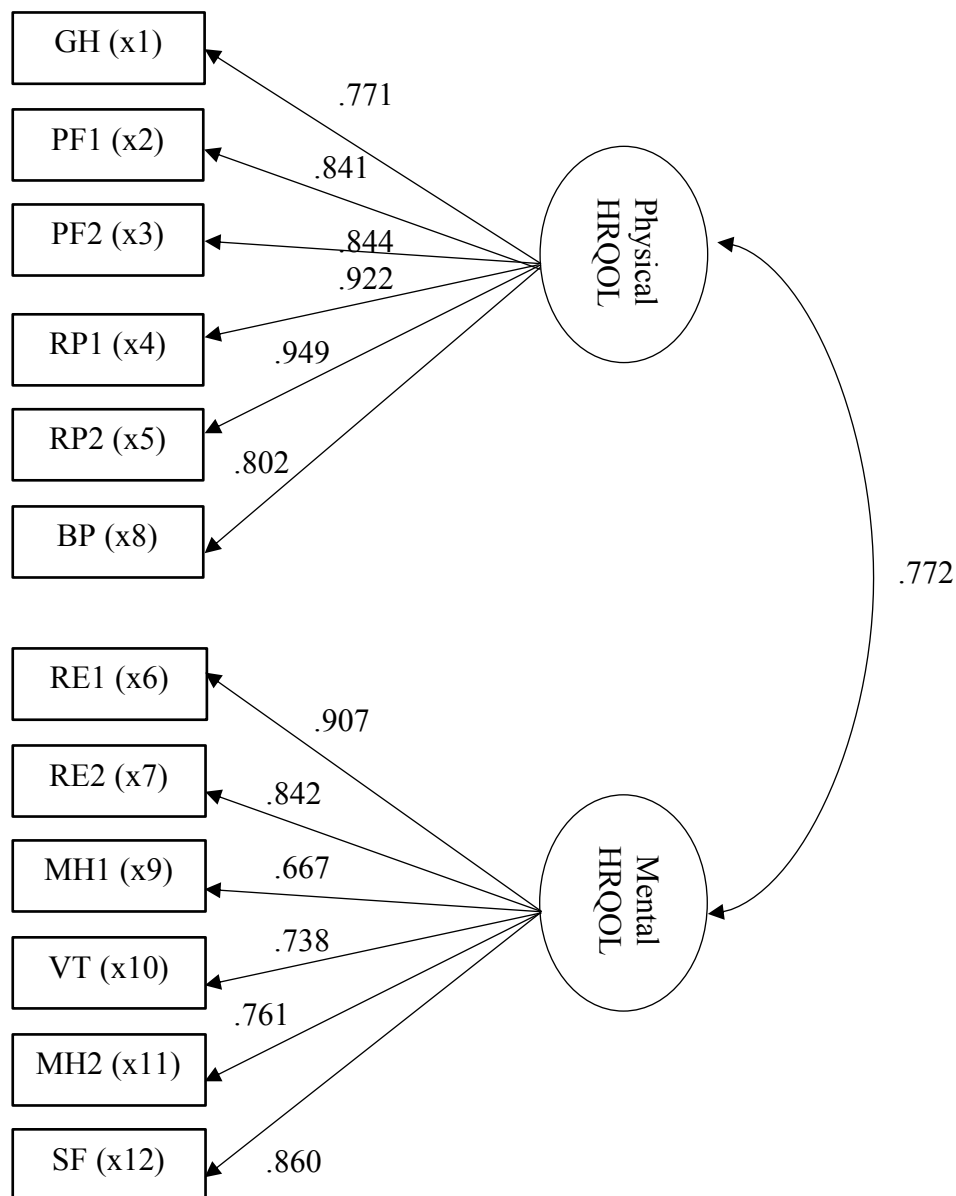 GH (x1)
.771
PF1 (x2)
.841
PF2 (x3)
.844
.922
RP1 (x4)
.949
RP2 (x5)
.802
BP (x8)
Physical
HRQOL
.772
RE1 (x6)
.907
RE2 (x7)
.842
MH1 (x9)
.667
VT (x10)
.738
.761
MH2 (x11)
SF (x12)
.860
Mental
HRQOL